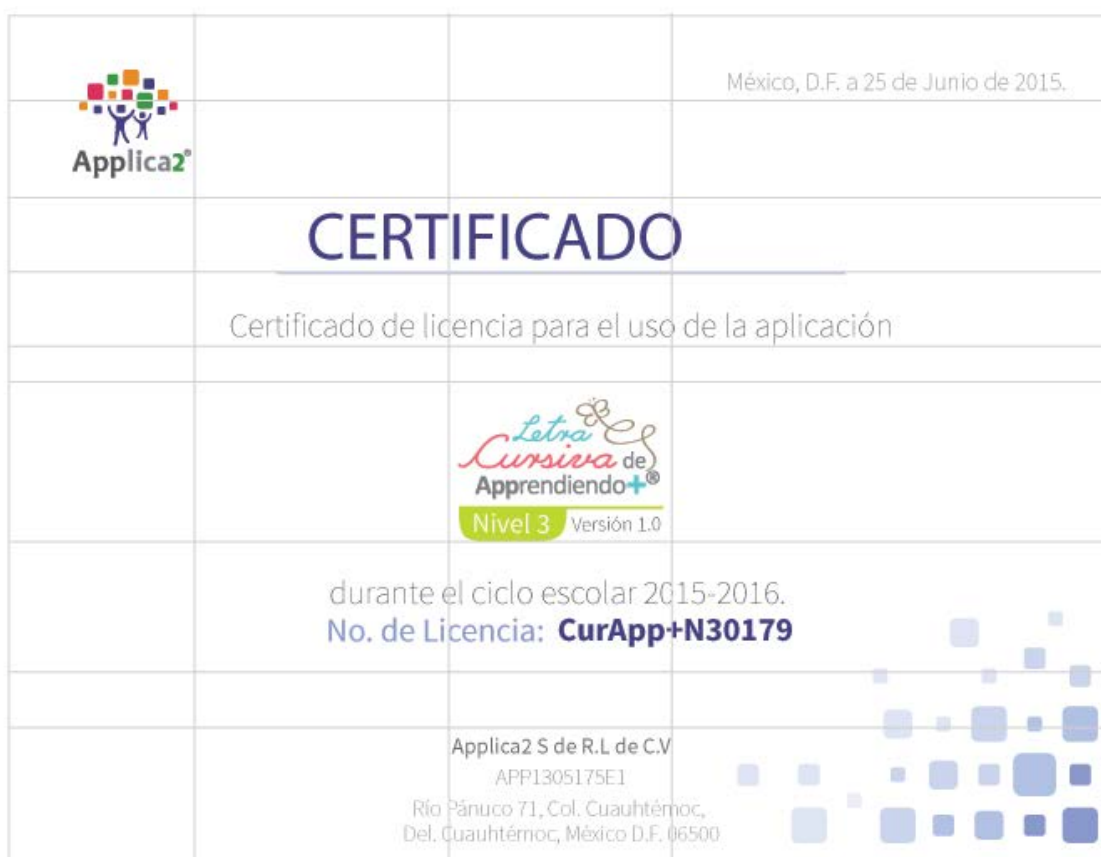 México, D.F. a 25 de Junio de 2015.
Applica2®
CERTIFICADO
Certificado de licencia para el uso de la aplicación
Letra
Cursiva de
Apprendiendo+®
Nivel 3 Versión 1.0
durante el ciclo escolar 2015-2016.
No. de Licencia: CurApp+N30179
Applica2 S de R.L de C.V
APP1305175E1
Río Pánuco 71, Col. Cuauhtémoc,
Del. Cuauhtémoc, México D.F. 06500